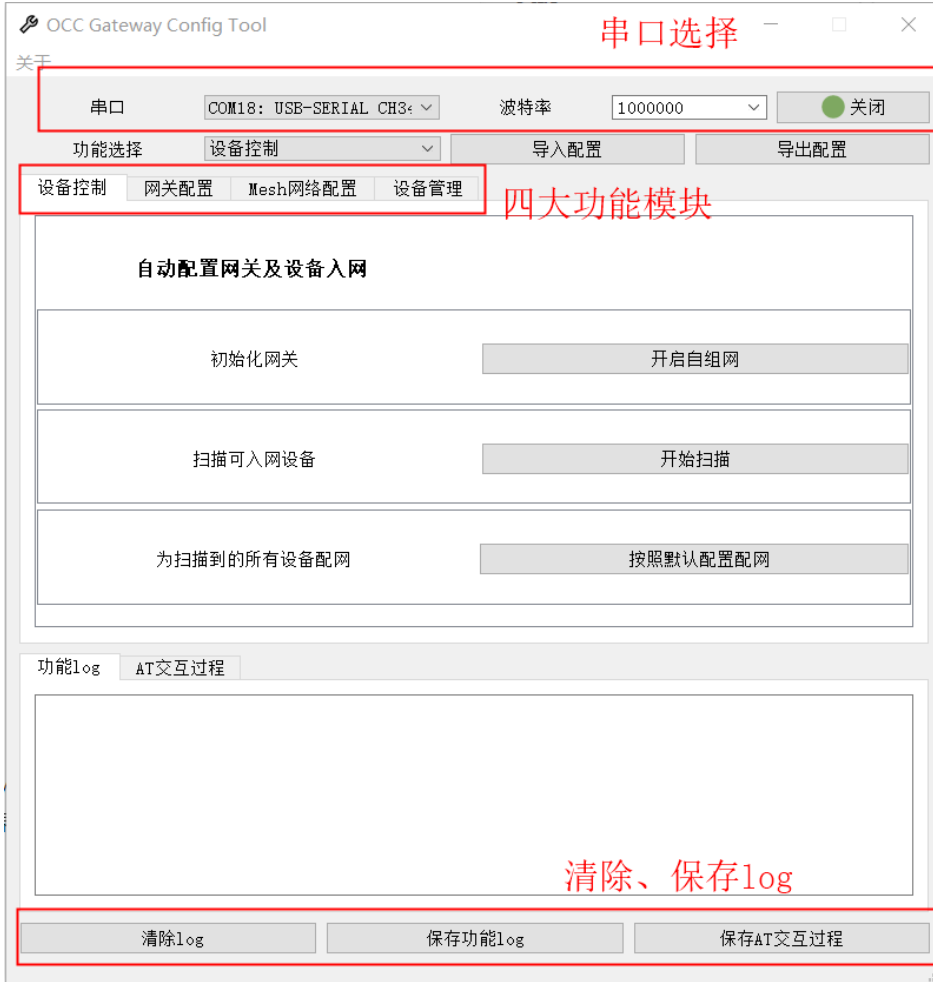 OCC Gateway Config Tool
串口选择
关于
串口 COM18: USB-SERIAL CH34 波特率 1000000 关闭
功能选择 设备控制 导入配置 导出配置
设备控制 网关配置 Mesh网络配置 设备管理
四大功能模块
自动配置网关及设备入网
初始化网关 开启自组网
扫描可入网设备 开始扫描
为扫描到的所有设备配网 按照默认配置配网
功能log AT交互过程
清除、保存log
清除log 保存功能log 保存AT交互过程